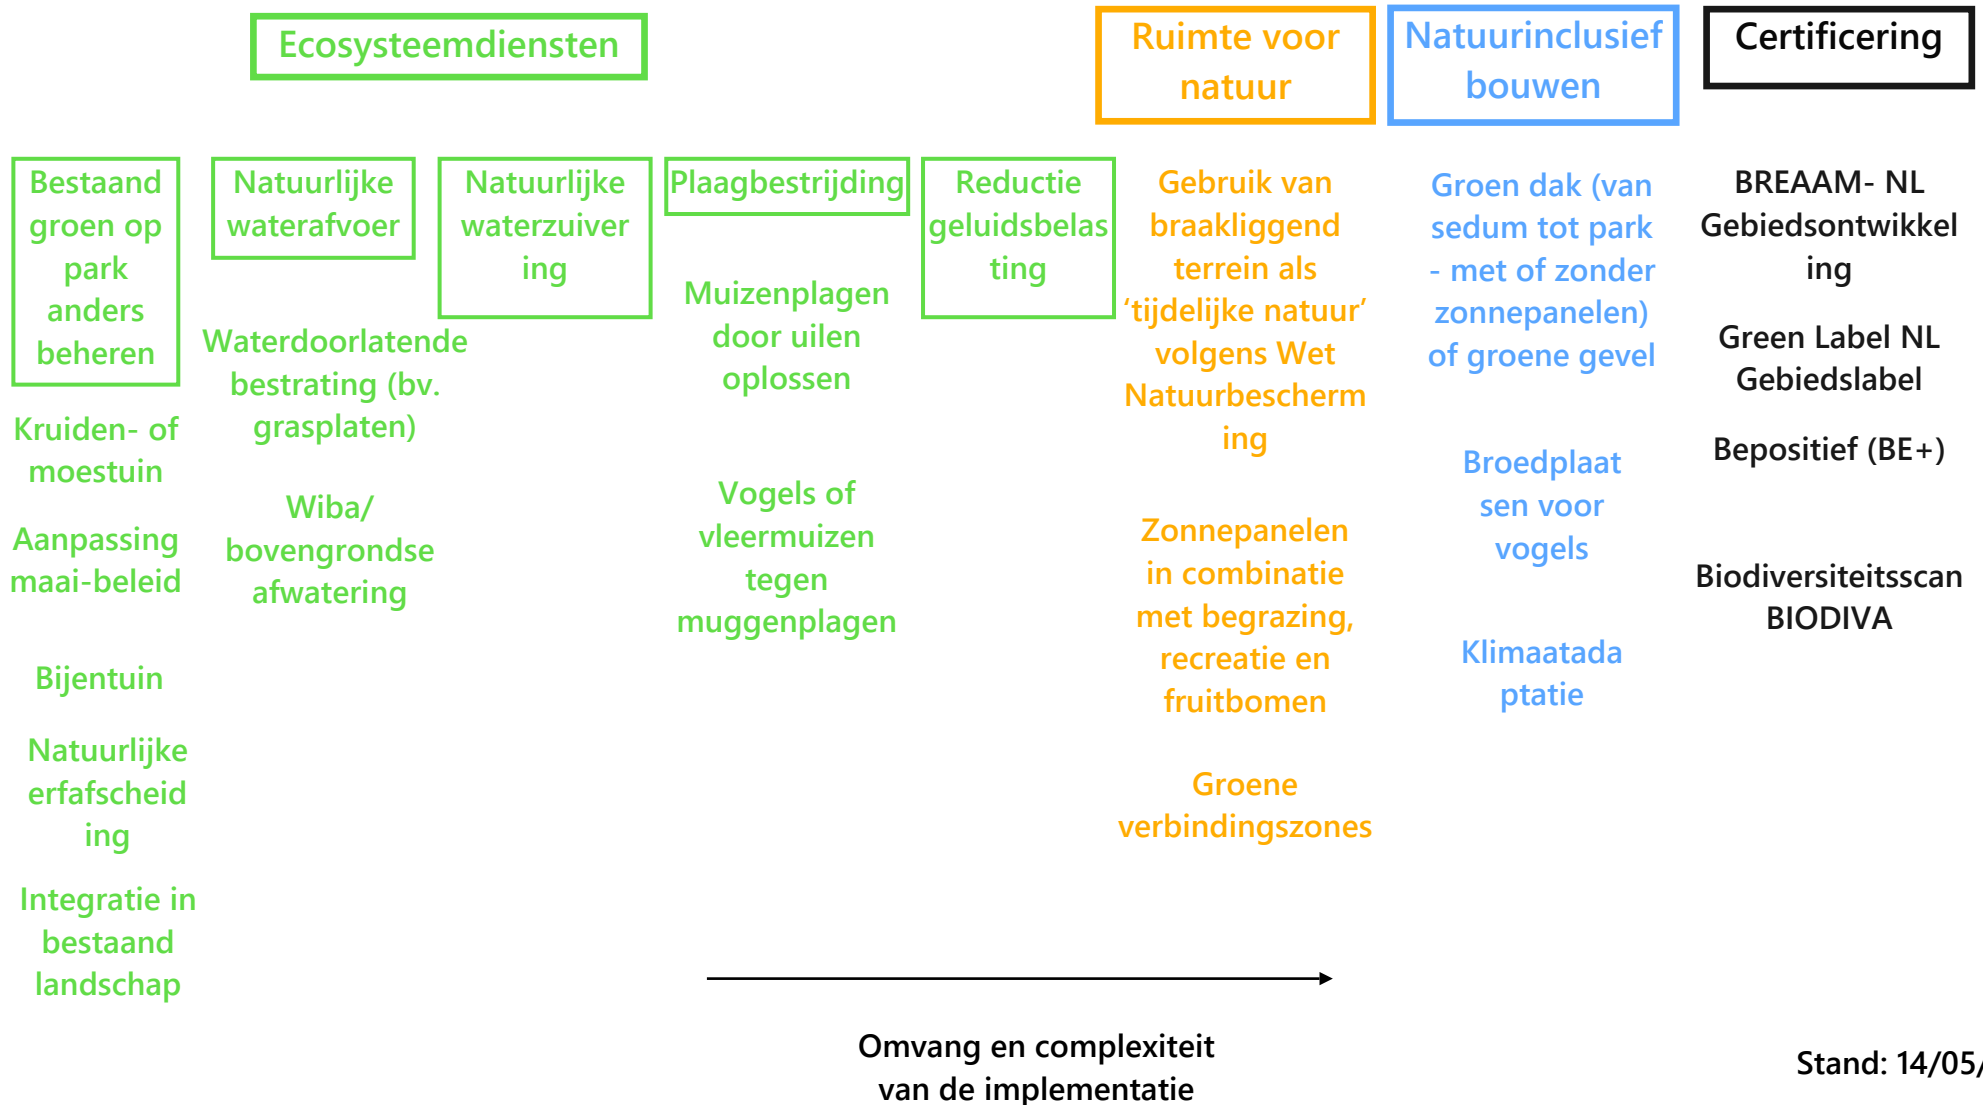 Ecosysteemdiensten
Ruimte voor
natuur
Natuurinclusief
bouwen
Certificering
Bestaand
groen op
park
anders
beheren
Kruiden- of
moestuin
Aanpassing
maai-beleid
Bijentuin
Natuurlijke
erfafscheid
ing
Integratie in
bestaand
landschap
Natuurlijke
waterafvoer
Waterdoorlatende
bestrating (bv.
grasplaten)
Wiba/
bovengrondse
afwatering
Natuurlijke
waterzuiver
ing
Plaagbestrijding
Muizenplagen
door uilen
oplossen
Vogels of
vleermuizen
tegen
muggenplagen
Reductie
geluidsbelas
ting
Gebruik van
braakliggend
terrein als
‘tijdelijke natuur’
volgens Wet
Natuurbescherm
ing
Zonnepanelen
in combinatie
met begrazing,
recreatie en
fruitbomen
Groene
verbindingszones
Groen dak (van
sedum tot park
- met of zonder
zonnepanelen)
of groene gevel
Broedplaat
sen voor
vogels
Klimaatada
ptatie
BREAAM- NL
Gebiedsontwikkel
ing
Green Label NL
Gebiedslabel
Bepositief (BE+)
Biodiversiteitsscan
BIODIVA
Omvang en complexiteit
van de implementatie
Stand: 14/05/